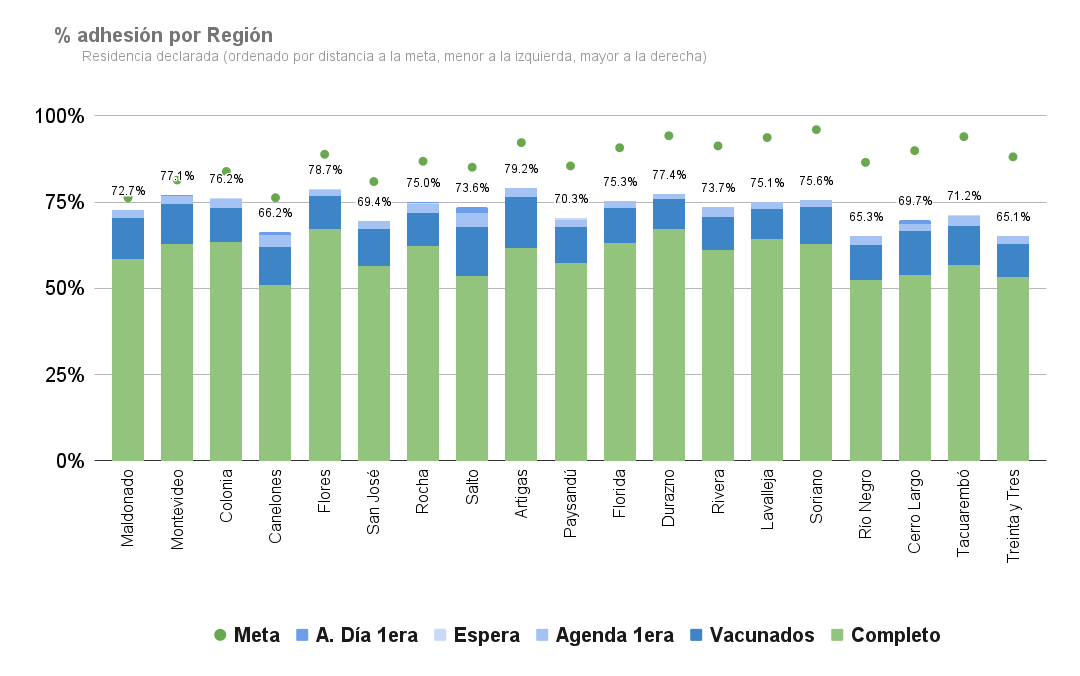 % adhesión por Región
Residencia declarada (ordenado por distancia a la meta, menor a la izquierda, mayor a la derecha)
100%
75%
50%
25%
0%
72.7%
77.1%
76.2%
66.2%
78.7%
69.4%
75.0%
73.6%
79.2%
70.3%
75.3%
77.4%
73.7%
75.1%
75.6%
65.3%
69.7%
71.2%
65.1%
Maldonado
Montevideo
Colonia
Canelones
Flores
San José
Rocha
Salto
Artigas
Paysandú
Florida
Durazno
Rivera
Lavalleja
Soriano
Río Negro
Cerro Largo
Tacuarembó
Treinta y Tres
Meta A. Día 1era Espera Agenda 1era Vacunados Completo